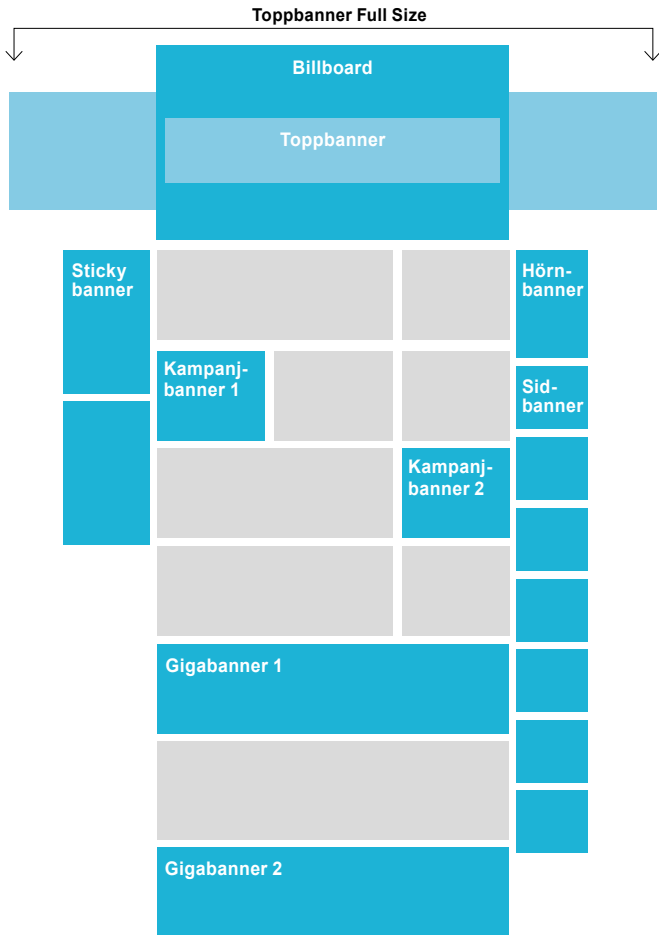 Toppbanner Full Size
Billboard
Toppbanner
Sticky
banner
Hörn-
banner
Kampanj-
banner 1
Sid-
banner
Kampanj-
banner 2
Gigabanner 1
Gigabanner 2